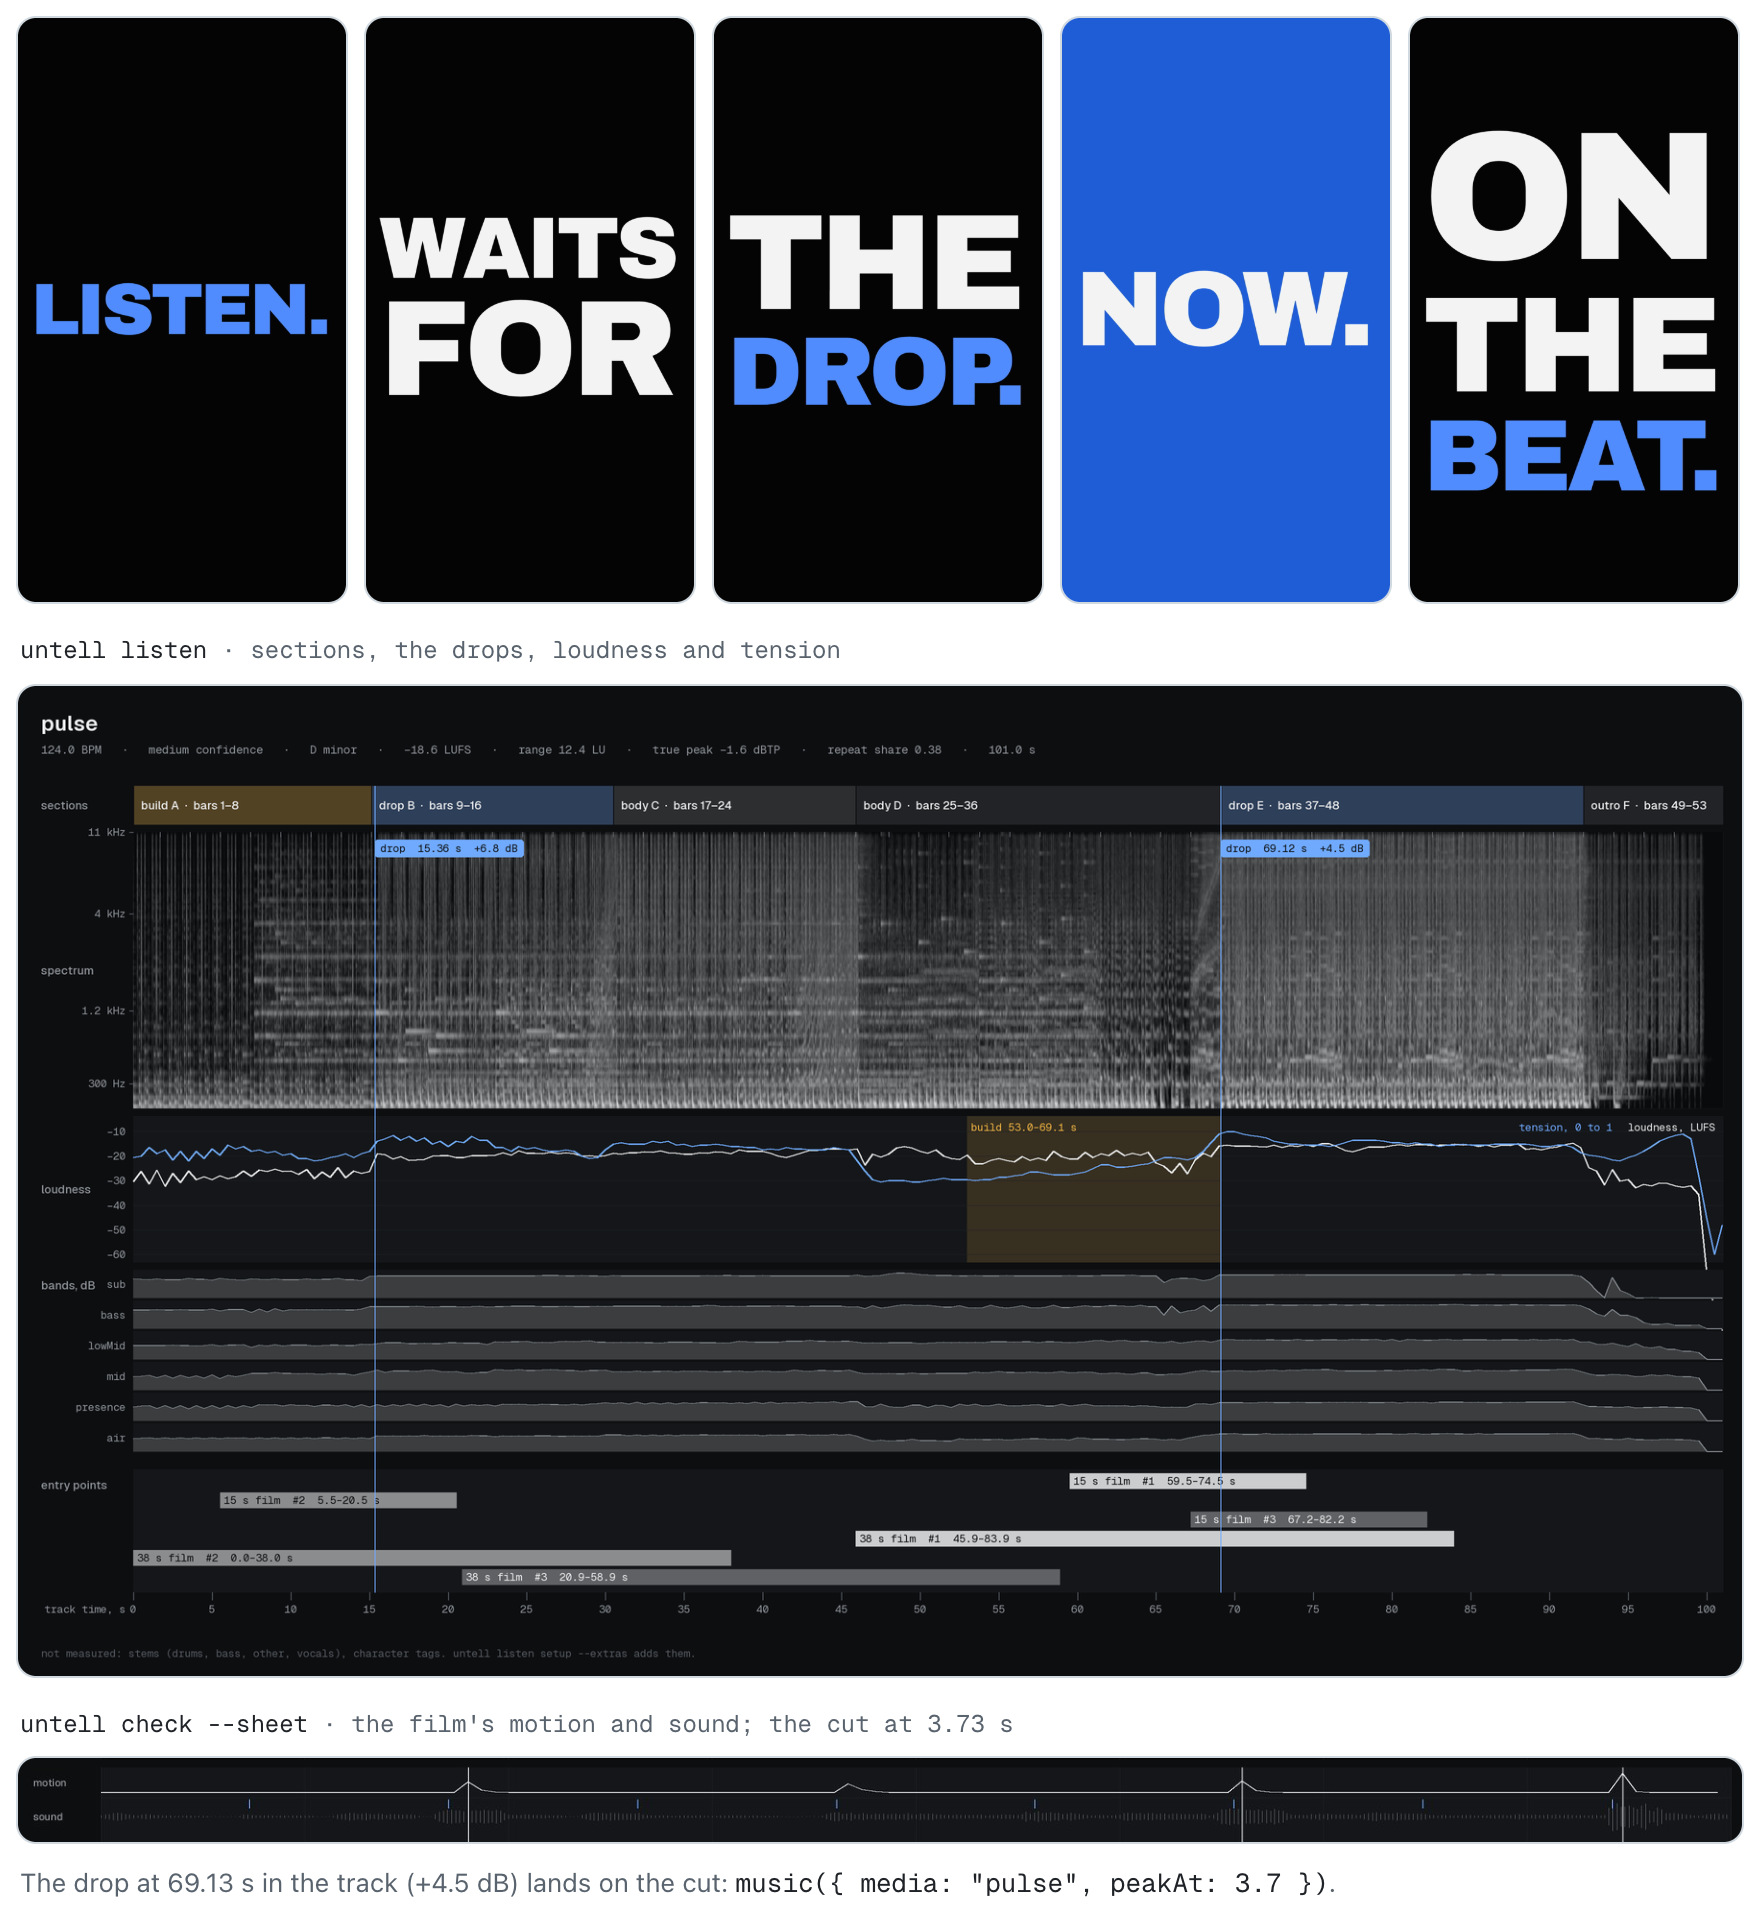 LISTEN.
WAITS
FOR
THE
DROP.
NOW.
ON
THE
BEAT.
untell listen · sections, the drops, loudness and tension
pulse
124.0 BPM · medium confidence · D minor · −18.6 LUFS · range 12.4 LU · true peak −1.6 dBTP · repeat share 0.38 · 101.0 s
sections
build A · bars 1–8
drop B · bars 9–16
body C · bars 17–24
body D · bars 25–36
drop E · bars 37–48
outro F · bars 49–53
11 kHz
drop 15.36 s +6.8 dB
drop 69.12 s +4.5 dB
4 kHz
spectrum
1.2 kHz
300 Hz
build 53.0–69.1 s
tension, 0 to 1 loudness, LUFS
−10
−20
loudness
−30
−40
−50
−60
bands, dB sub
bass
lowMid
mid
presence
air
entry points
15 s film #1 59.5–74.5 s
15 s film #2 5.5–20.5 s
15 s film #3 67.2–82.2 s
38 s film #1 45.9–83.9 s
38 s film #2 0.0–38.0 s
38 s film #3 20.9–58.9 s
track time, s 0 5 10 15 20 25 30 35 40 45 50 55 60 65 70 75 80 85 90 95 100
not measured: stems (drums, bass, other, vocals), character tags. untell listen setup --extras adds them.
untell check --sheet · the film's motion and sound; the cut at 3.73 s
motion
sound
The drop at 69.13 s in the track (+4.5 dB) lands on the cut: music({ media: "pulse", peakAt: 3.7 }).